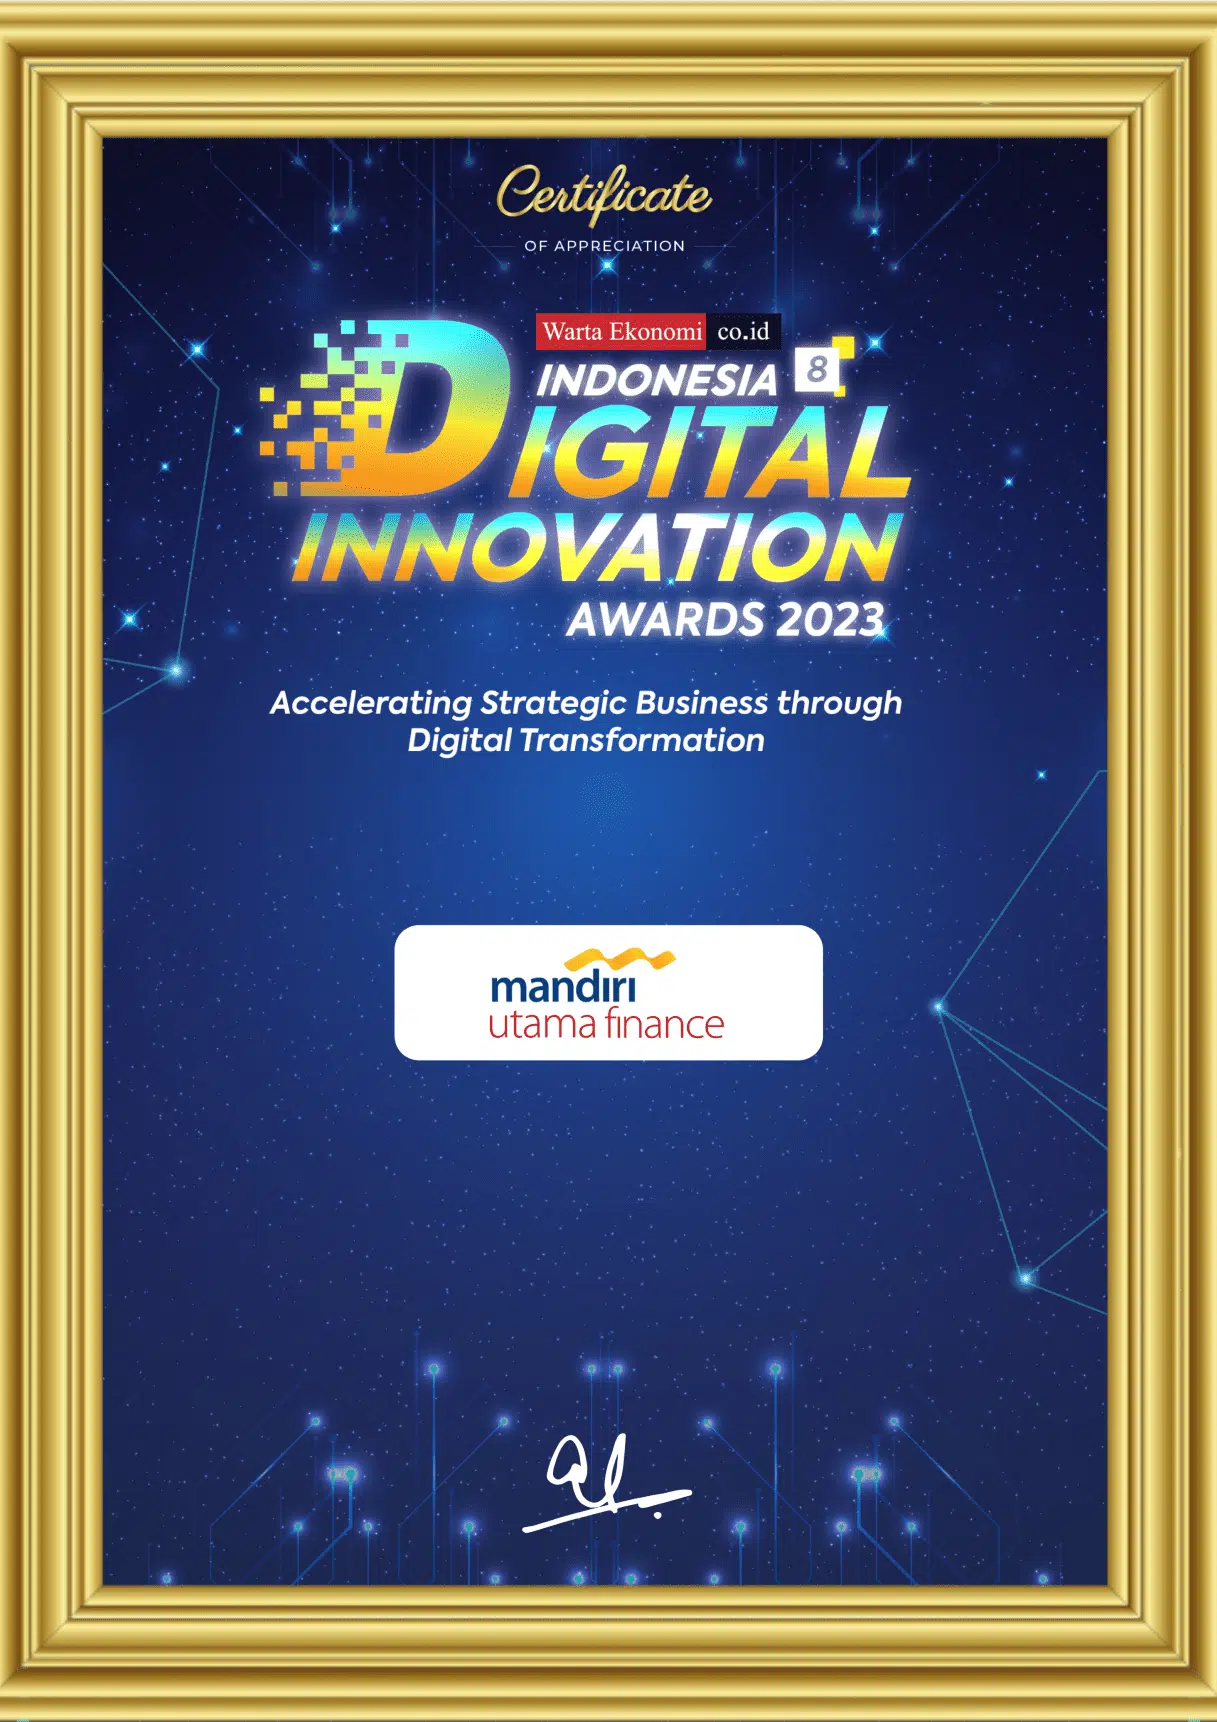 Certificate
OF APPRECIATION
Warta Ekonomi co.id
INDONESIA 8
DIGITAL
INNOVATION
AWARDS 2023
Accelerating Strategic Business through
Digital Transformation
mandiri
utama finance